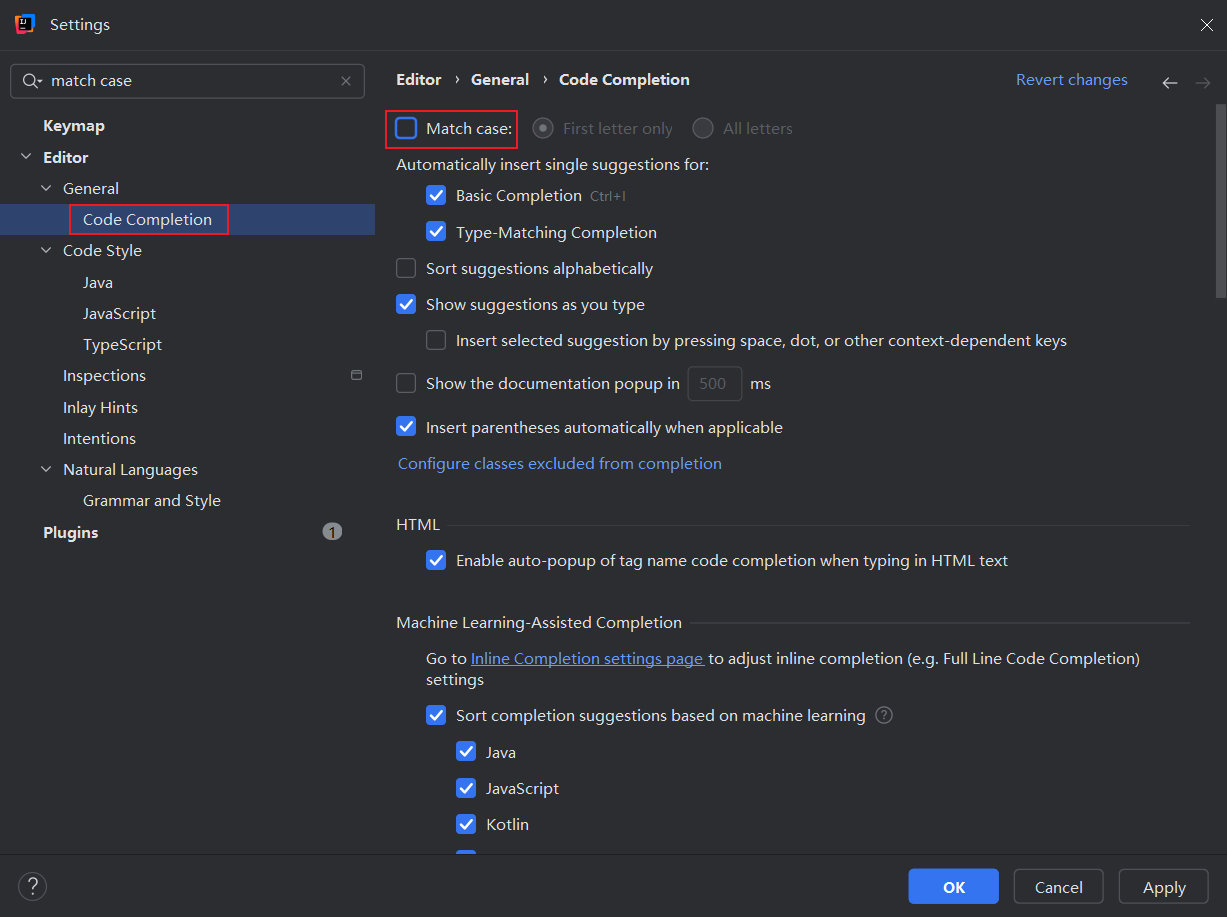 Settings
match case
Keymap
Editor
General
Code Completion
Code Style
Java
JavaScript
TypeScript
Inspections
Inlay Hints
Intentions
Natural Languages
Grammar and Style
Plugins 1
Editor › General › Code Completion Revert changes
Match case: First letter only All letters
Automatically insert single suggestions for:
Basic Completion Ctrl+I
Type-Matching Completion
Sort suggestions alphabetically
Show suggestions as you type
Insert selected suggestion by pressing space, dot, or other context-dependent keys
Show the documentation popup in 500 ms
Insert parentheses automatically when applicable
Configure classes excluded from completion
HTML
Enable auto-popup of tag name code completion when typing in HTML text
Machine Learning-Assisted Completion
Go to Inline Completion settings page to adjust inline completion (e.g. Full Line Code Completion)
settings
Sort completion suggestions based on machine learning ?
Java
JavaScript
Kotlin
? OK Cancel Apply